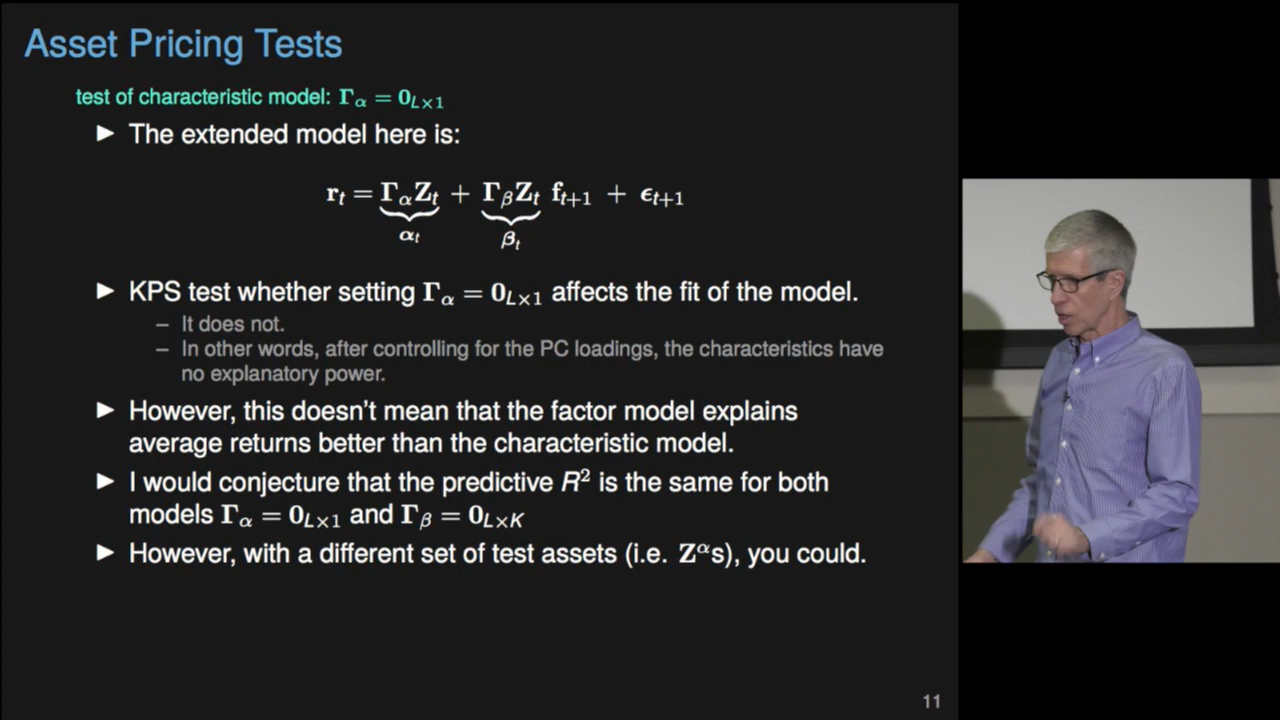 Asset Pricing Tests
test of characteristic model: Γα = 0L×1
► The extended model here is:
rt = ΓαZt + ΓβZt ft+1 + ϵt+1
αt βt
► KPS test whether setting Γα = 0L×1 affects the fit of the model.
– It does not.
– In other words, after controlling for the PC loadings, the characteristics have
no explanatory power.
► However, this doesn't mean that the factor model explains
average returns better than the characteristic model.
► I would conjecture that the predictive R² is the same for both
models Γα = 0L×1 and Γβ = 0L×K
► However, with a different set of test assets (i.e. Zᵅs), you could.
11